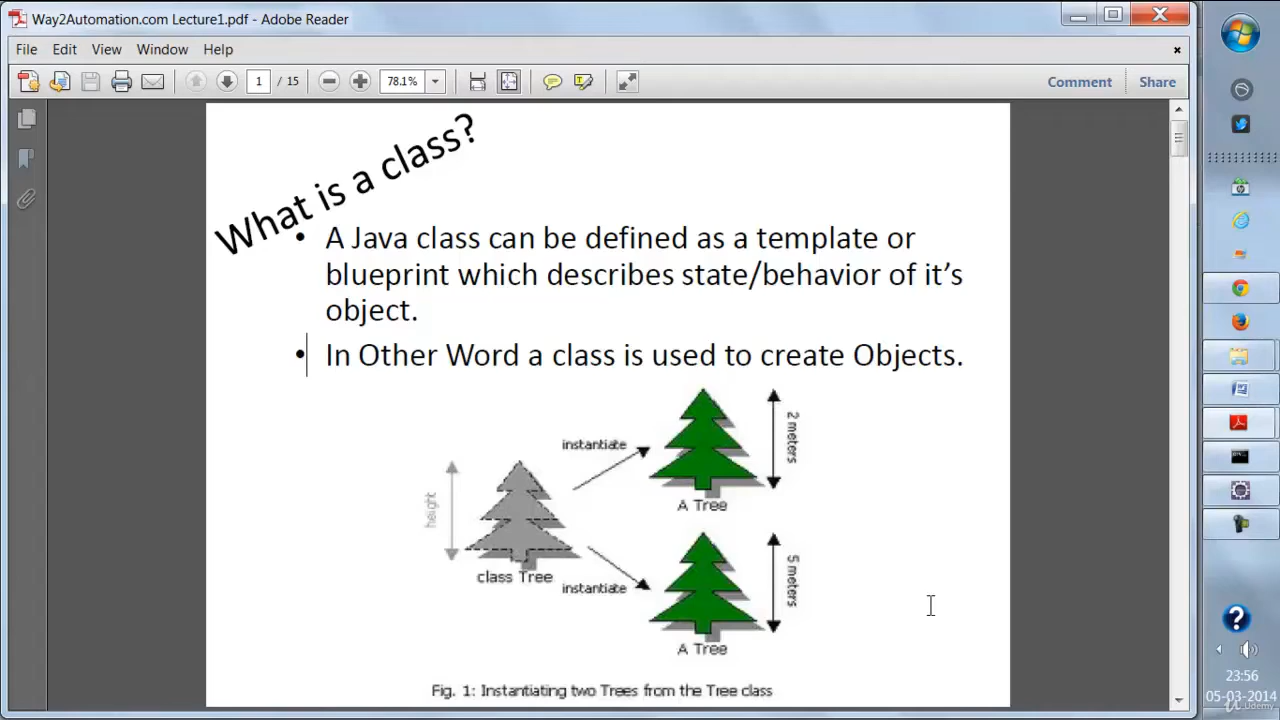 Way2Automation.com Lecture1.pdf - Adobe Reader
File Edit View Window Help
1 / 15 78.1% Comment Share
What is a class?
• A Java class can be defined as a template or
blueprint which describes state/behavior of it's
object.
• In Other Word a class is used to create Objects.
instantiate
2 meters
A Tree
height
class Tree
instantiate
5 meters
A Tree
Fig. 1: Instantiating two Trees from the Tree class
23:56
05-03-2014
Udemy